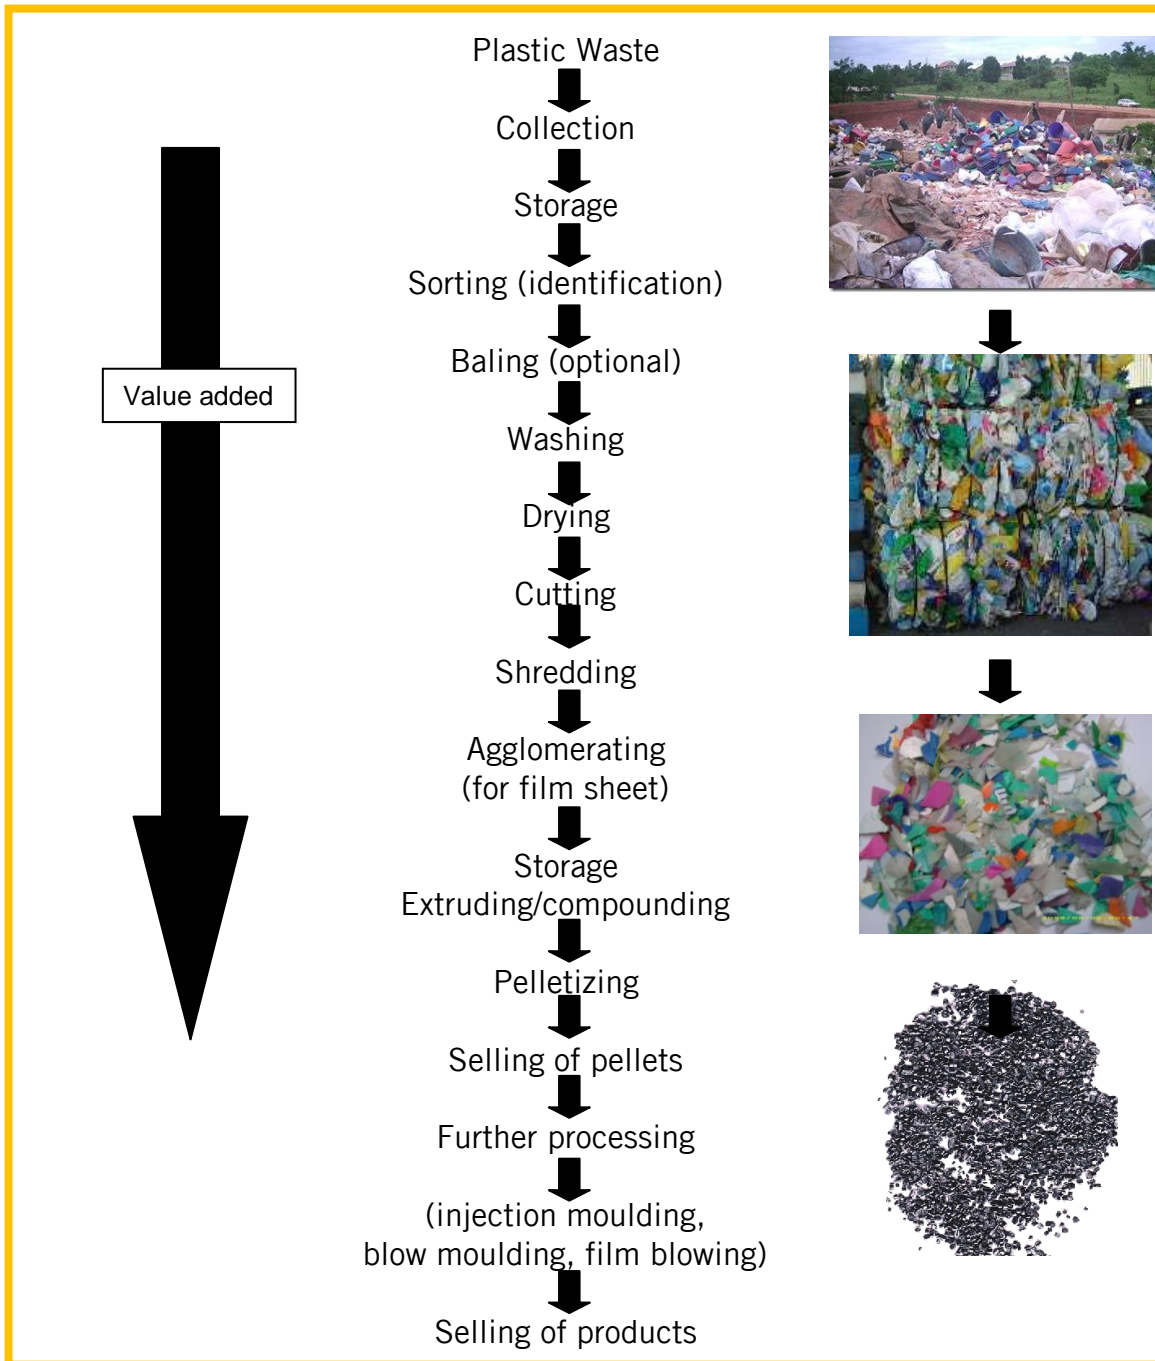 Plastic Waste
Collection
Storage
Sorting (identification)
Baling (optional)
Value added
Washing
Drying
Cutting
Shredding
Agglomerating
(for film sheet)
Storage
Extruding/compounding
Pelletizing
Selling of pellets
Further processing
(injection moulding,
blow moulding, film blowing)
Selling of products